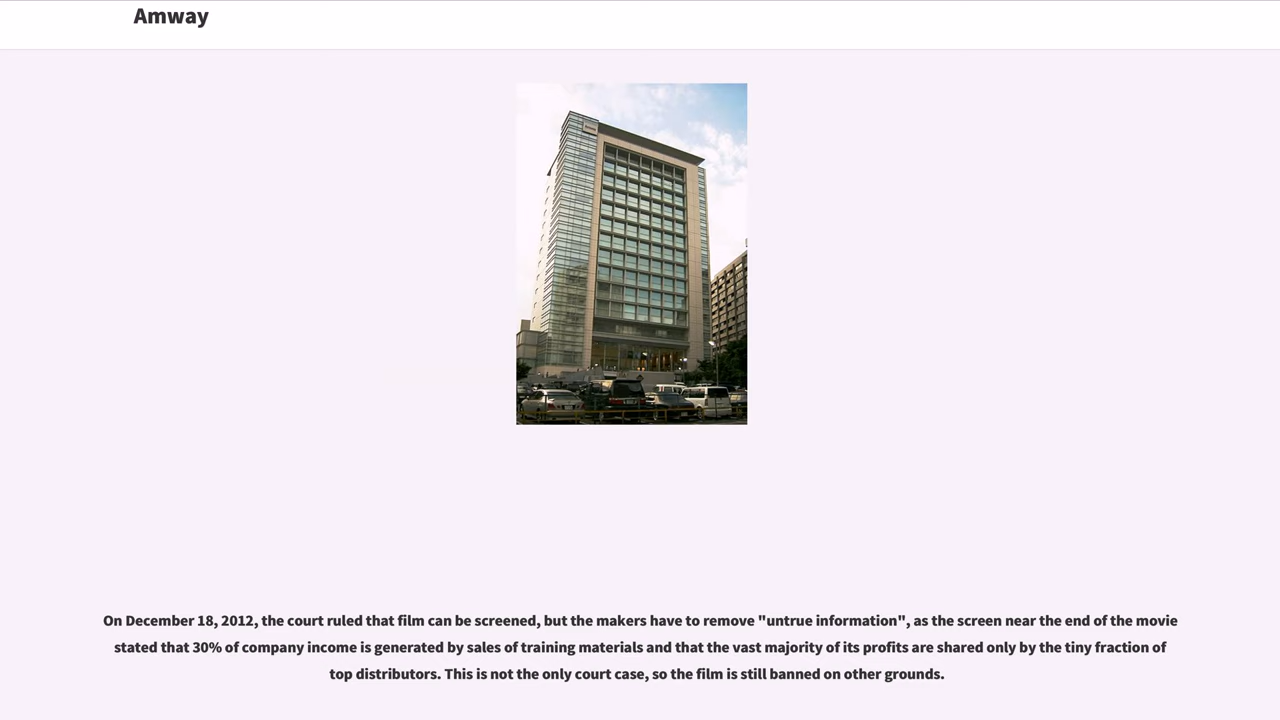 Amway
On December 18, 2012, the court ruled that film can be screened, but the makers have to remove "untrue information", as the screen near the end of the movie
stated that 30% of company income is generated by sales of training materials and that the vast majority of its profits are shared only by the tiny fraction of
top distributors. This is not the only court case, so the film is still banned on other grounds.